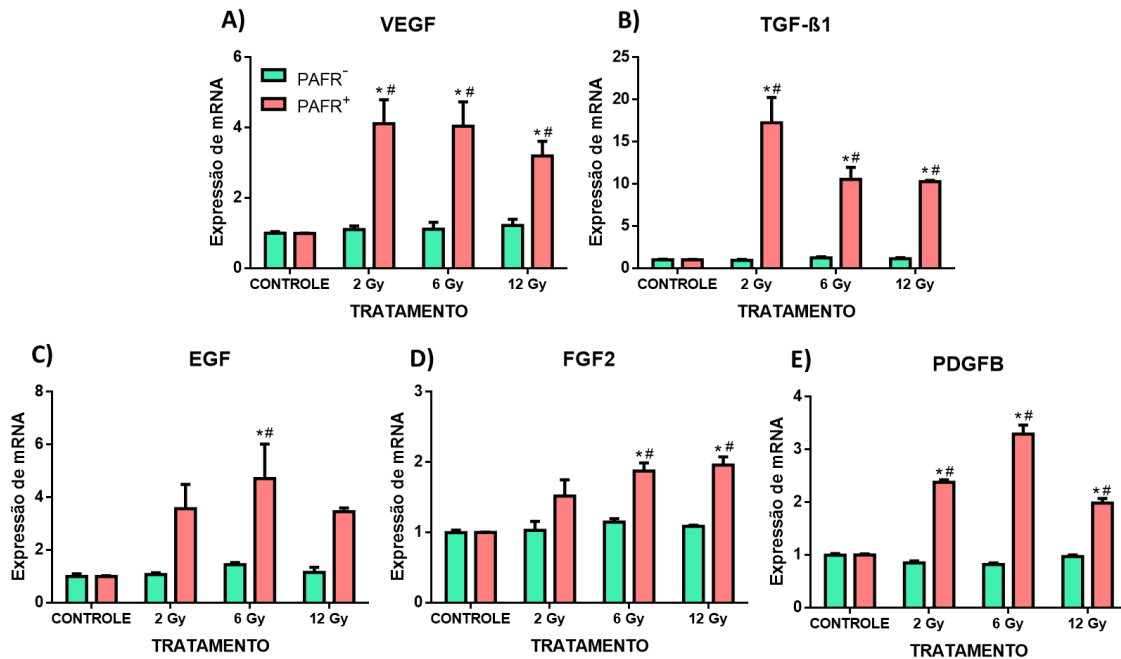 A)
VEGF
Expressão de mRNA
6
4
2
0
PAFR⁻
PAFR⁺
*#
*#
*#
CONTROLE 2 Gy 6 Gy 12 Gy
TRATAMENTO
B)
TGF-ß1
Expressão de mRNA
25
20
15
10
5
0
*#
*#
*#
CONTROLE 2 Gy 6 Gy 12 Gy
TRATAMENTO
C)
EGF
Expressão de mRNA
8
6
4
2
0
*#
CONTROLE 2 Gy 6 Gy 12 Gy
TRATAMENTO
D)
FGF2
Expressão de mRNA
3
2
1
0
*#
*#
CONTROLE 2 Gy 6 Gy 12 Gy
TRATAMENTO
E)
PDGFB
Expressão de mRNA
4
3
2
1
0
*#
*#
*#
CONTROLE 2 Gy 6 Gy 12 Gy
TRATAMENTO